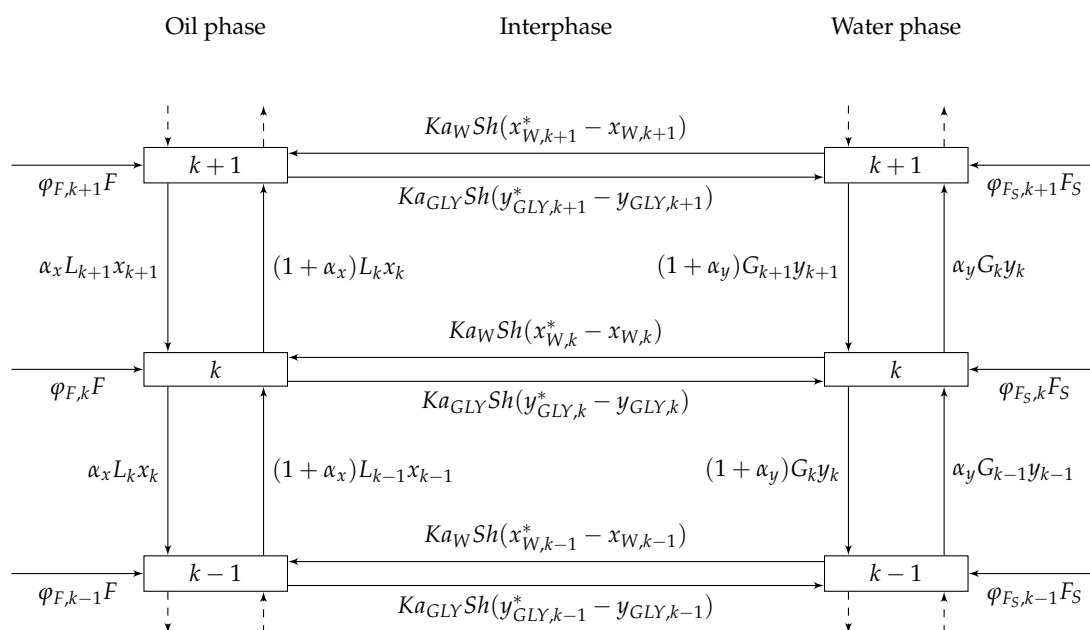 Oil phase Interphase Water phase
Ka_W Sh(x*_{W,k+1} − x_{W,k+1})
k + 1 k + 1
φ_{F,k+1}F Ka_{GLY}Sh(y*_{GLY,k+1} − y_{GLY,k+1}) φ_{F_S,k+1}F_S
α_x L_{k+1}x_{k+1} (1 + α_x)L_k x_k (1 + α_y)G_{k+1}y_{k+1} α_y G_k y_k
Ka_W Sh(x*_{W,k} − x_{W,k})
k k
φ_{F,k}F Ka_{GLY}Sh(y*_{GLY,k} − y_{GLY,k}) φ_{F_S,k}F_S
α_x L_k x_k (1 + α_x)L_{k−1}x_{k−1} (1 + α_y)G_k y_k α_y G_{k−1}y_{k−1}
Ka_W Sh(x*_{W,k−1} − x_{W,k−1})
k − 1 k − 1
φ_{F,k−1}F Ka_{GLY}Sh(y*_{GLY,k−1} − y_{GLY,k−1}) φ_{F_S,k−1}F_S